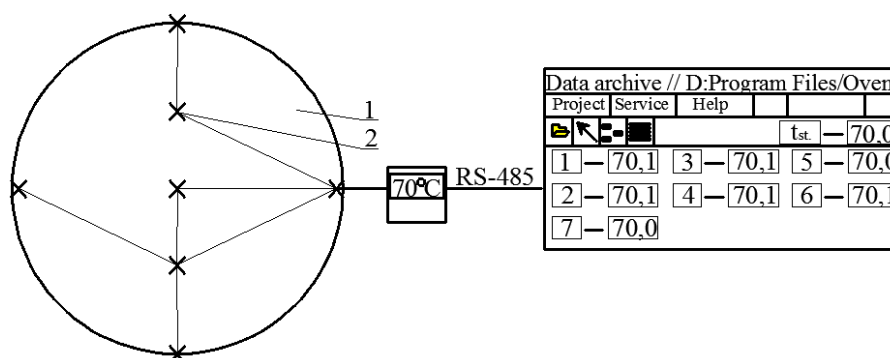 1
2
70°C
RS-485
Data archive // D:Program Files/Oven
Project Service Help
tst. – 70,0
1 – 70,1 3 – 70,1 5 – 70,0
2 – 70,1 4 – 70,1 6 – 70,1
7 – 70,0